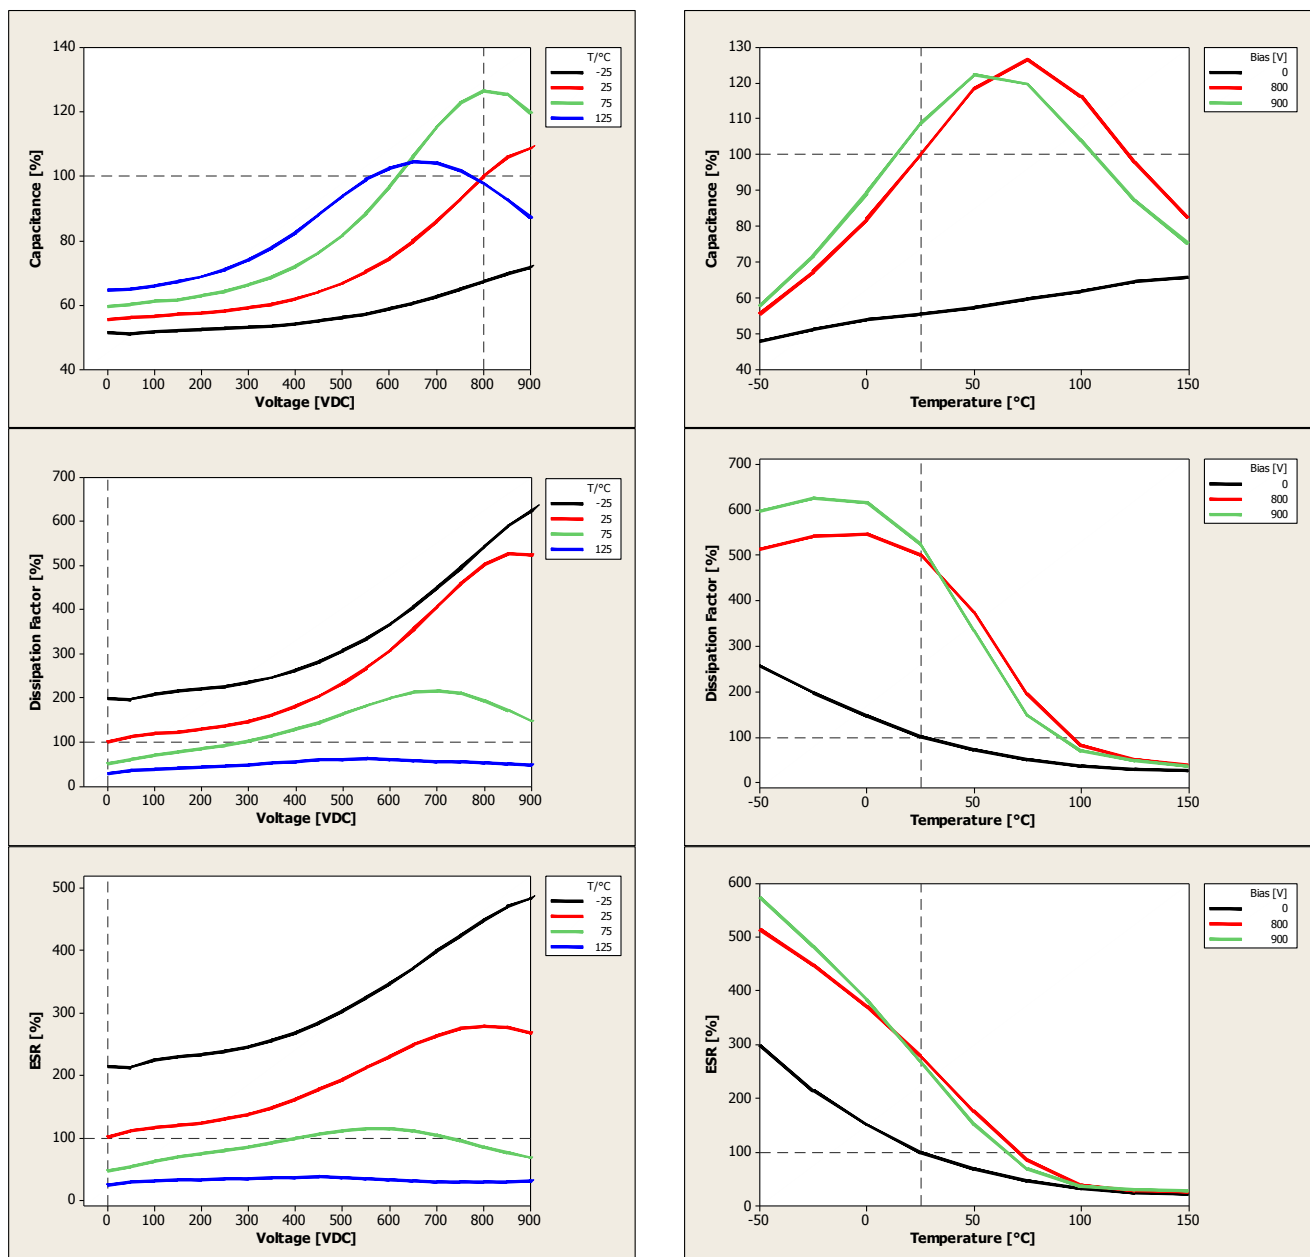 140
120
100
80
60
40
Capacitance [%]
0 100 200 300 400 500 600 700 800 900
Voltage [VDC]
T/°C
-25
25
75
125
130
120
110
100
90
80
70
60
50
40
Capacitance [%]
-50 0 50 100 150
Temperature [°C]
Bias [V]
0
800
900
700
600
500
400
300
200
100
0
Dissipation Factor [%]
0 100 200 300 400 500 600 700 800 900
Voltage [VDC]
T/°C
-25
25
75
125
700
600
500
400
300
200
100
0
Dissipation Factor [%]
-50 0 50 100 150
Temperature [°C]
Bias [V]
0
800
900
500
400
300
200
100
0
ESR [%]
0 100 200 300 400 500 600 700 800 900
Voltage [VDC]
T/°C
-25
25
75
125
600
500
400
300
200
100
0
ESR [%]
-50 0 50 100 150
Temperature [°C]
Bias [V]
0
800
900